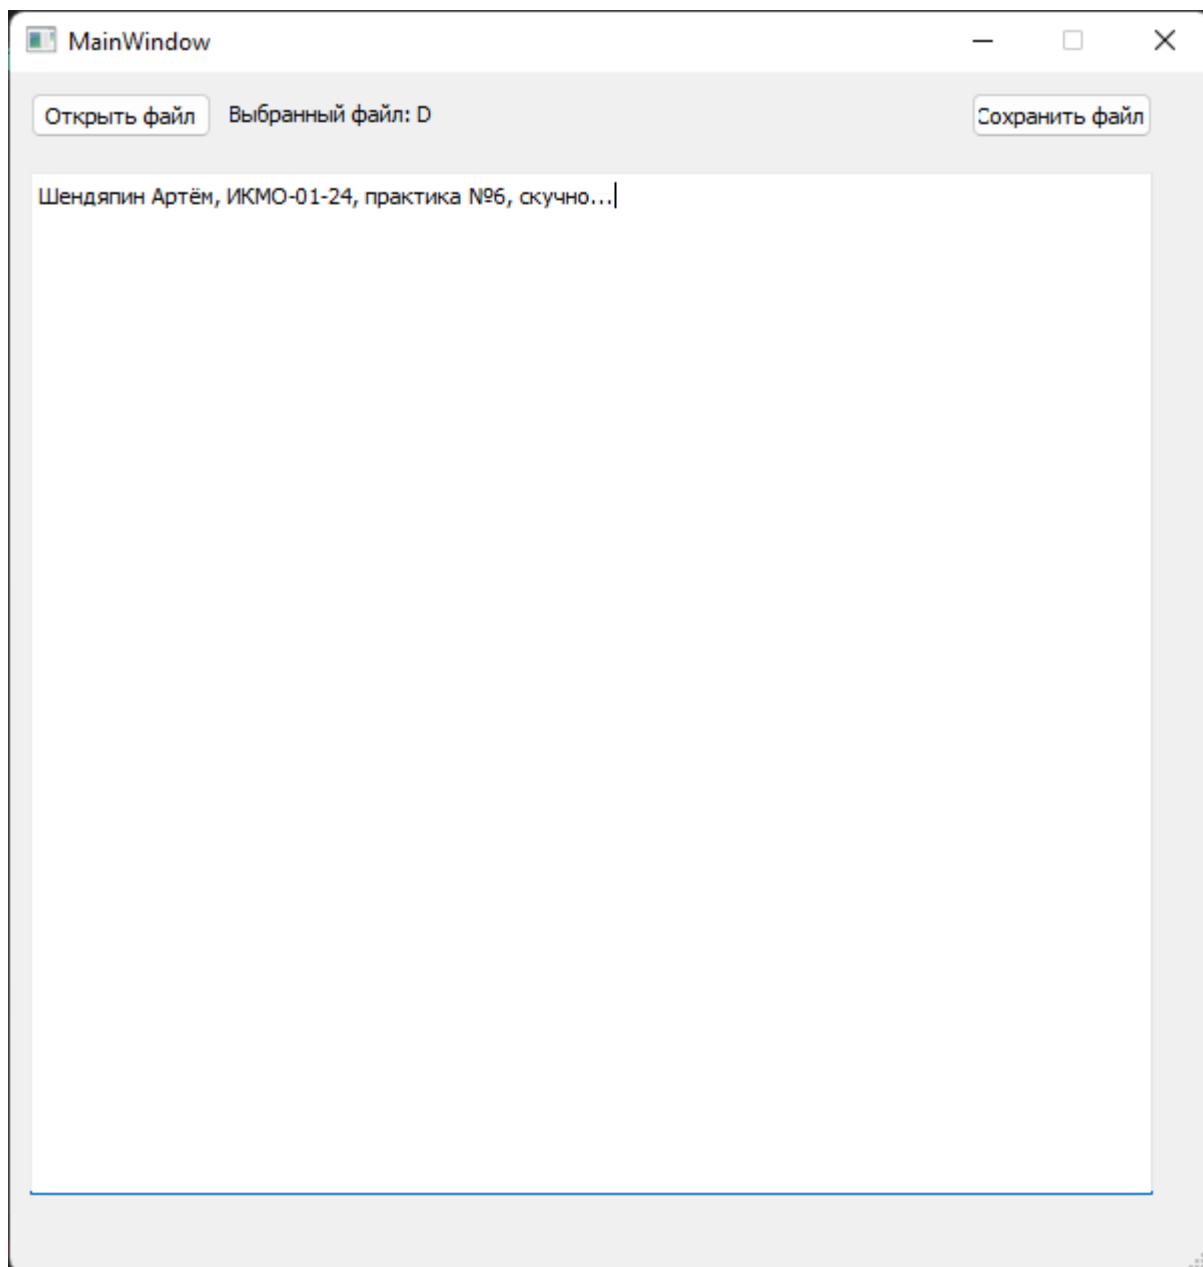 MainWindow
Открыть файл Выбранный файл: D Сохранить файл
Шендяпин Артём, ИКМО-01-24, практика №6, скучно...